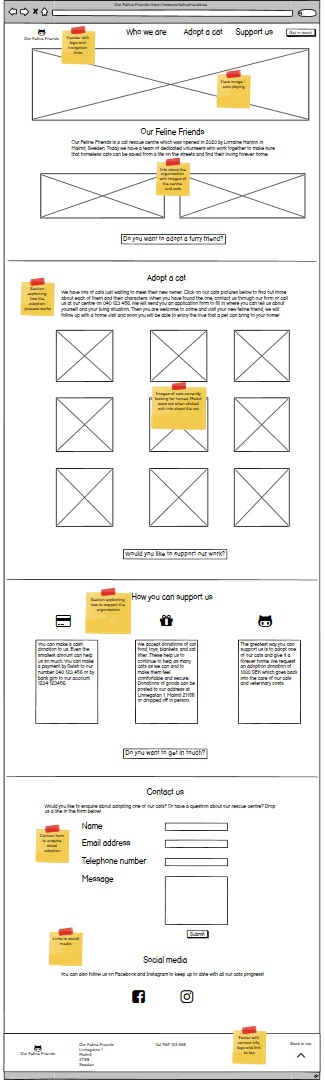 Our Feline Friends https://www.ourfelinefriends.se
Our Feline Friends
Header with logo and navigation links
Who we are
Adopt a cat
Support us
Get in touch
Hero image - cats playing
Our Feline Friends
Our Feline Friends is a cat rescue centre which was opened in 2020 by Lorraine Hanlon in
Malmö, Sweden. Today we have a team of dedicated volunteers who work together to make sure
that homeless cats can be saved from a life on the streets and find their loving forever home.
Info about the
organisation
with images of
the centre
and cats
Do you want to adopt a furry friend?
Adopt a cat
Section
explaining
how the
adoption
process works
We have lots of cats just waiting to meet their new owner. Click on our cats pictures below to find out more
about each of them and their characters. When you have found the one, contact us through our form or call
us at our centre on 040 123 456. We will send you an application form to fill in where you can tell us about
yourself and your living situation. Then you are welcome to come and visit your new feline friend, we will
follow up with a home visit and soon you will be able to enjoy the love that a pet can bring to your home!
Images of cats currently
looking for homes. Modal
pops out when clicked
with info about the cat.
Would you like to support our work?
How you can support us
Section explaining
how to support the
organisation
You can make a cash
donation to us. Even the
smallest amount can help
us so much. You can make
a payment by Swish to our
number 040 123 456 or by
bank giro to our account
1234 123456.
We accept donations of cat
food, toys, blankets, and cat
litter. These help us to
continue to help as many
cats as we can and to
make them feel
comfortable and secure.
Donations of goods can be
posted to our address at
Linnegatan 1, Malmö 21156
or dropped off in person.
The greatest way you can
support us is to adopt one
of our cats and give it a
forever home. We request
an adoption donation of
1000 SEK which goes back
into the care of our cats
and veterinary costs.
Do you want to get in touch?
Contact us
Would you like to enquire about adopting one of our cats? Or have a question about our rescue centre? Drop
us a line in the form below!
Contact form
to enquire
about
adoption
Name
Email address
Telephone number
Message
Submit
Links to social
media
Social media
You can also follow us on Facebook and Instagram to keep up to date with all our cats progress!
Our Feline Friends
Our Feline Friends
Linnegatan 1
Malmö
Sweden
Tel: 040 123 456
Footer with
contact info,
logo and link
to top.
Back to top